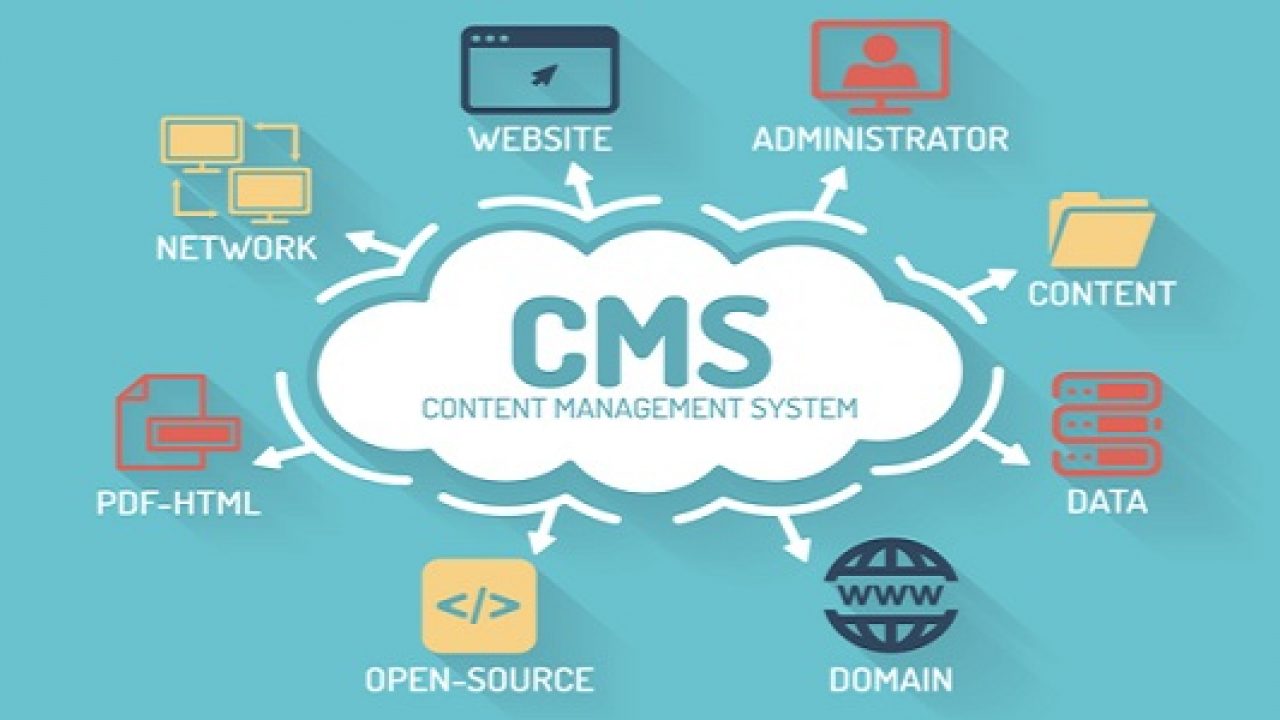 WEBSITE
ADMINISTRATOR
NETWORK
CONTENT
CMS
CONTENT MANAGEMENT SYSTEM
PDF-HTML
DATA
</>
OPEN-SOURCE
WWW
DOMAIN